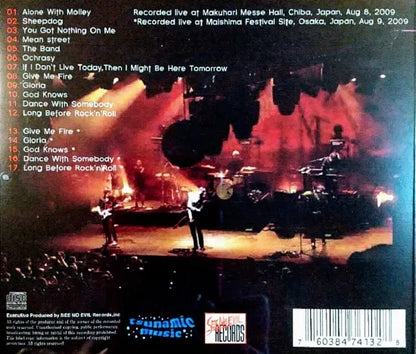 01. Alone With Molley
02. Sheepdog
03. You Got Nothing On Me
04. Mean street
05. The Band
06. Ochrasy
07. If I Don't Live Today,Then I Might Be Here Tomorrow
08. Give Me Fire
09. Gloria
10. God Knows
11. Dance With Somebody
12. Long Before Rock'n'Roll
13. Give Me Fire *
14. Gloria *
15. God Knows *
16. Dance With Somebody *
17. Long Before Rock'n'Roll *
Recorded live at Makuhari Messe Hall, Chiba, Japan, Aug 8, 2009
*Recorded live at Maishima Festival Site, Osaka, Japan, Aug 9, 2009
Executive Produced by SEE NO EVIL Records,inc
tsunamic
music
RECORDS
7 60384 74132 8